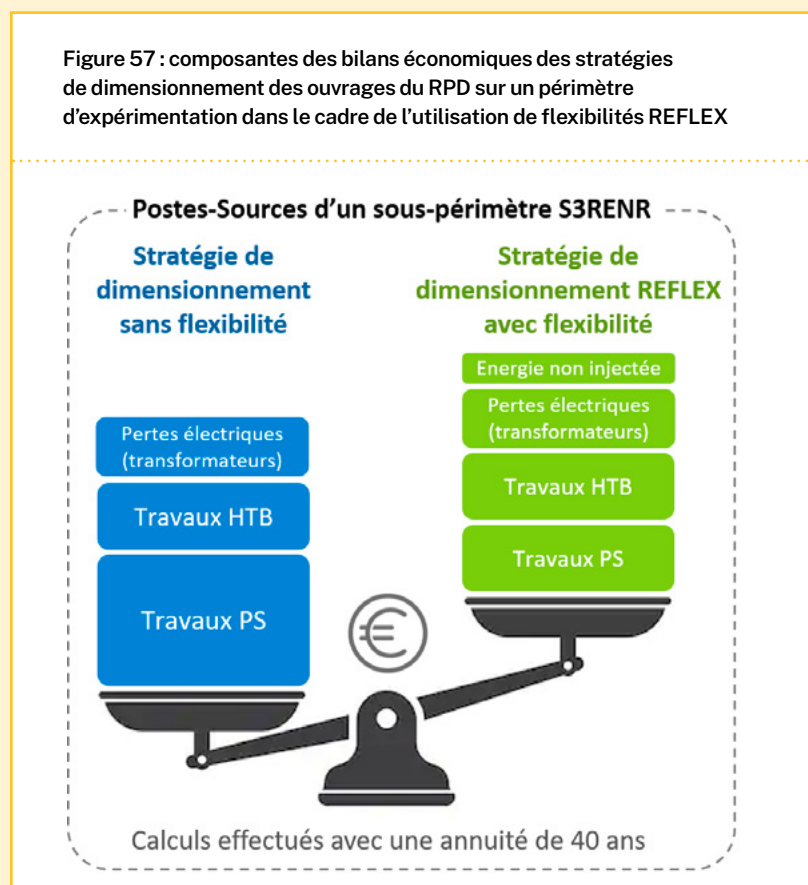 Figure 57 : composantes des bilans économiques des stratégies
de dimensionnement des ouvrages du RPD sur un périmètre
d’expérimentation dans le cadre de l’utilisation de flexibilités REFLEX
Postes-Sources d’un sous-périmètre S3RENR
Stratégie de
dimensionnement
sans flexibilité
Pertes électriques
(transformateurs)
Travaux HTB
Travaux PS
Stratégie de
dimensionnement REFLEX
avec flexibilité
Energie non injectée
Pertes électriques
(transformateurs)
Travaux HTB
Travaux PS
€
Calculs effectués avec une annuité de 40 ans